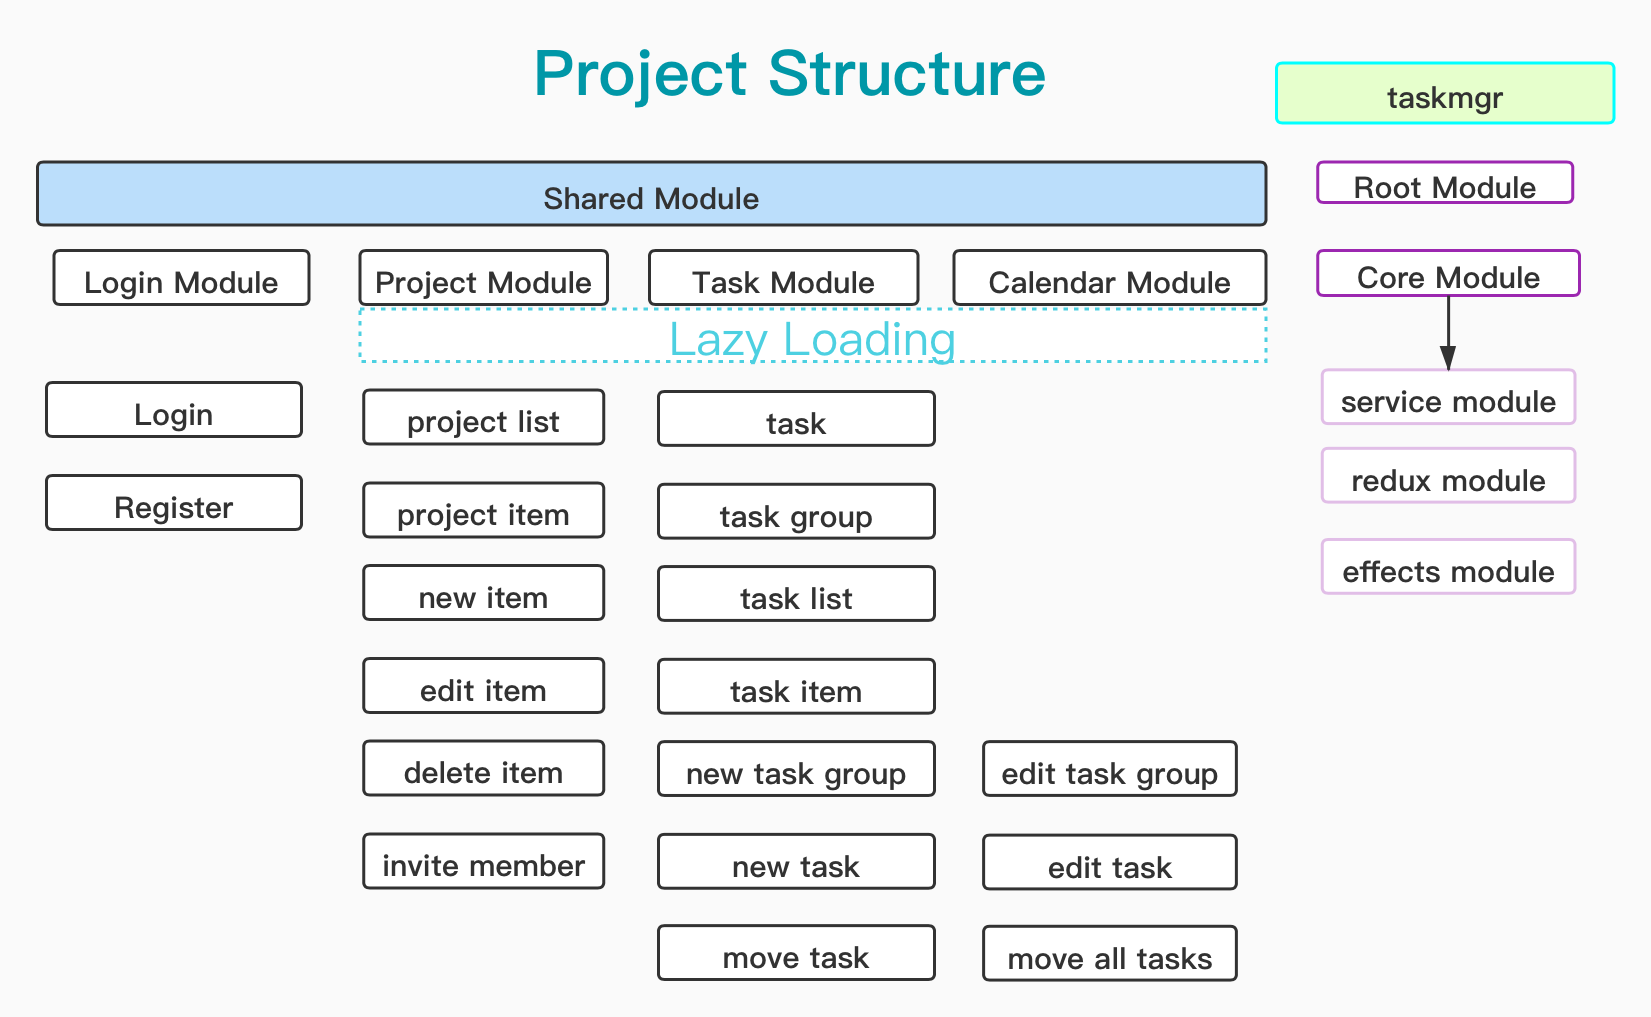 Project Structure
taskmgr
Shared Module
Root Module
Login Module
Project Module
Task Module
Calendar Module
Core Module
Lazy Loading
Login
project list
task
service module
Register
project item
task group
redux module
new item
task list
effects module
edit item
task item
delete item
new task group
edit task group
invite member
new task
edit task
move task
move all tasks